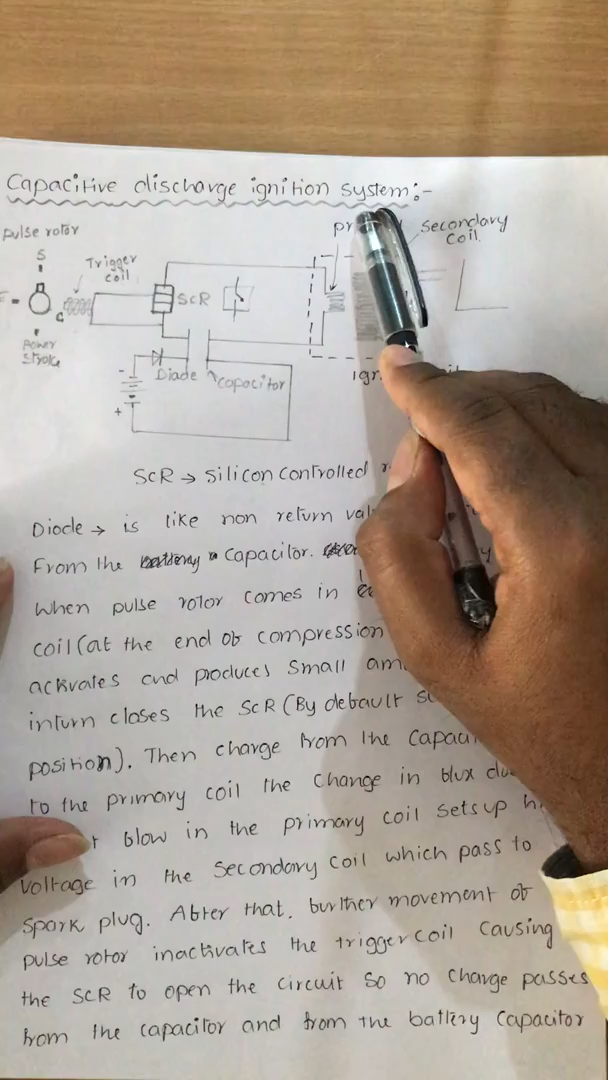 Capacitive discharge ignition system:-
pulse rotor
S
Trigger
coil
SCR
Secondary
coil.
C
power
stroke
Diode
capacitor
-
+
SCR → Silicon controlled
Diode → is like non return
From the capacitor.
When pulse rotor comes in
coil (at the end of compression
activates and produces small
inturn closes the SCR (By default
position). Then charge from the
to the primary coil the change in flux
flow in the primary coil sets up
voltage in the secondary coil which pass to
spark plug. After that, further movement of
pulse rotor inactivates the trigger coil causing
the SCR to open the circuit so no charge passes
from the capacitor and from the battery capacitor